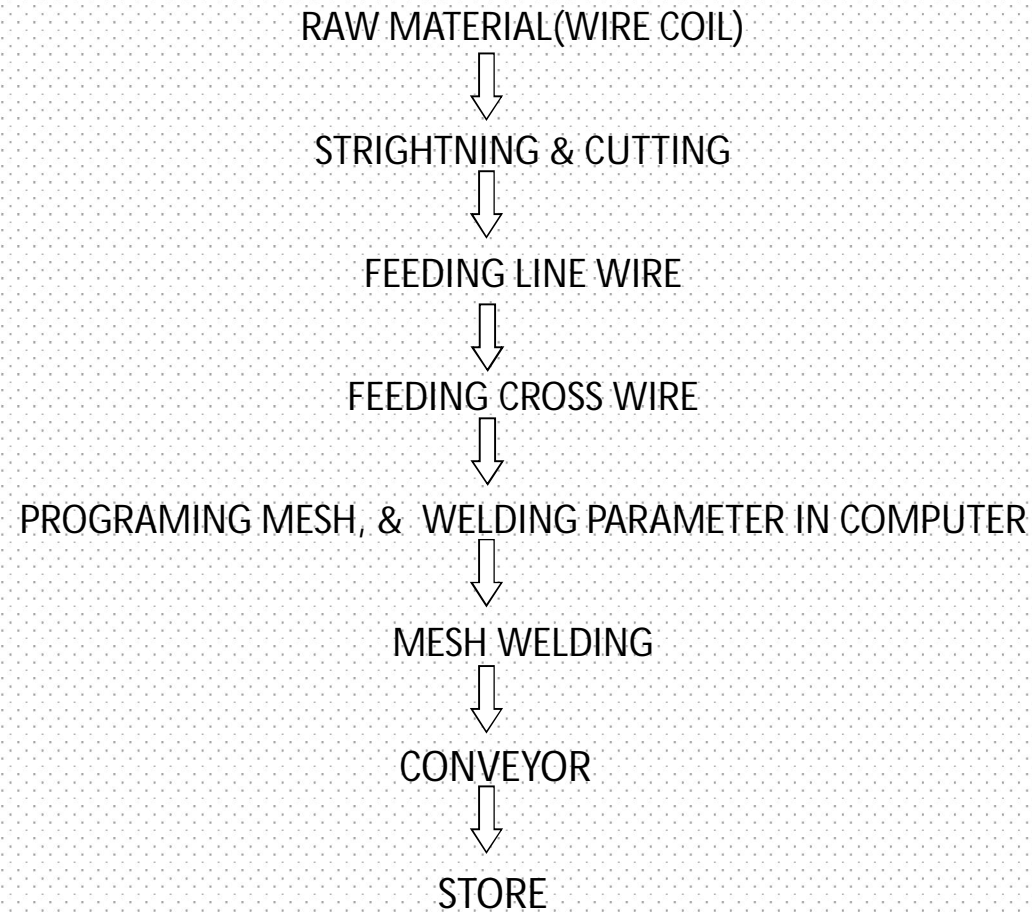 RAW MATERIAL(WIRE COIL)
STRIGHTNING & CUTTING
FEEDING LINE WIRE
FEEDING CROSS WIRE
PROGRAMING MESH, & WELDING PARAMETER IN COMPUTER
MESH WELDING
CONVEYOR
STORE